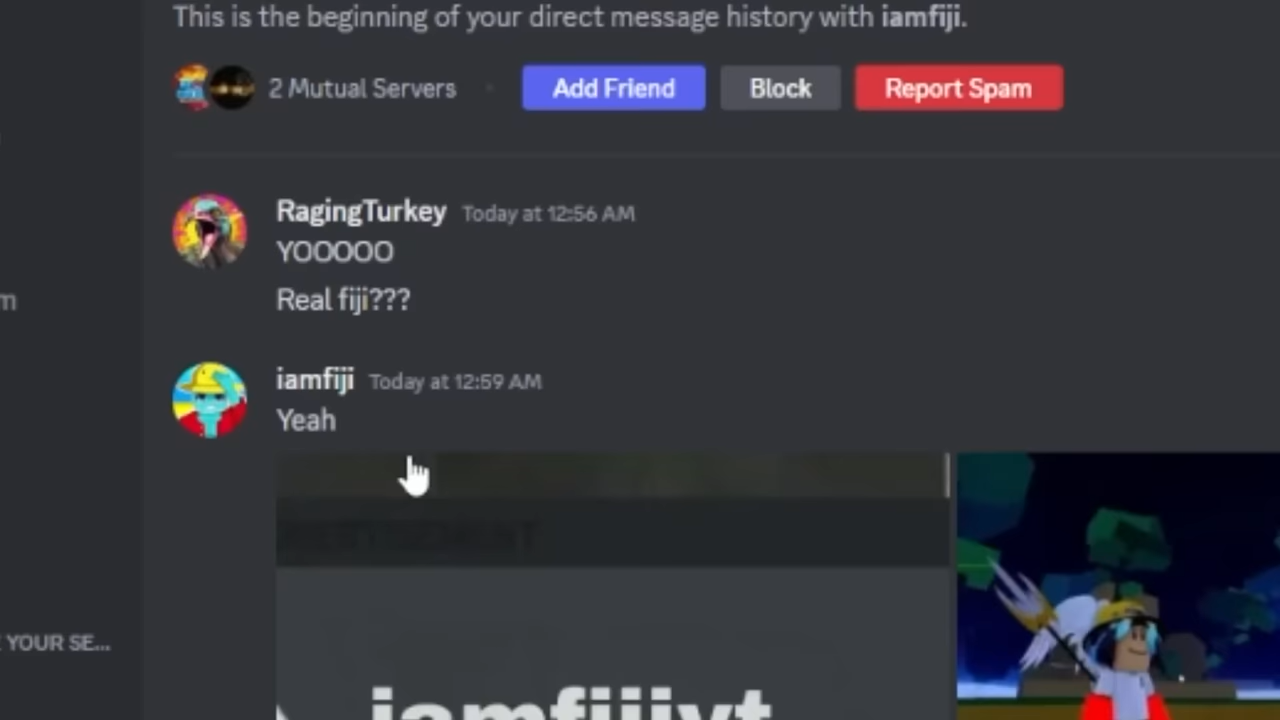 This is the beginning of your direct message history with iamfiji.
2 Mutual Servers
Add Friend
Block
Report Spam
RagingTurkey Today at 12:56 AM
YOOOOO
Real fiji???
iamfiji Today at 12:59 AM
Yeah
YOUR SE...